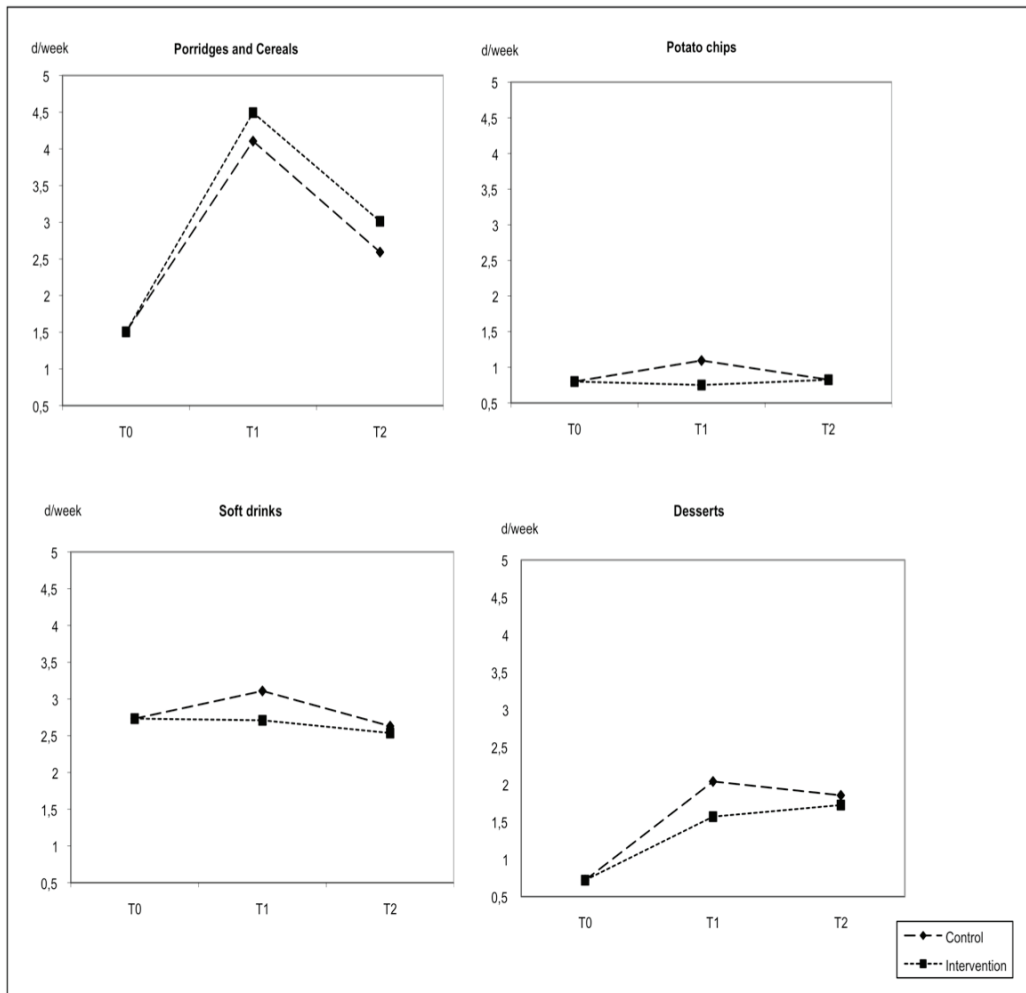 d/week
Porridges and Cereals
5
4,5
4
3,5
3
2,5
2
1,5
1
0,5
T0 T1 T2
d/week
Potato chips
5
4,5
4
3,5
3
2,5
2
1,5
1
0,5
T0 T1 T2
d/week
Soft drinks
5
4,5
4
3,5
3
2,5
2
1,5
1
0,5
T0 T1 T2
d/week
Desserts
5
4,5
4
3,5
3
2,5
2
1,5
1
0,5
T0 T1 T2
Control
Intervention